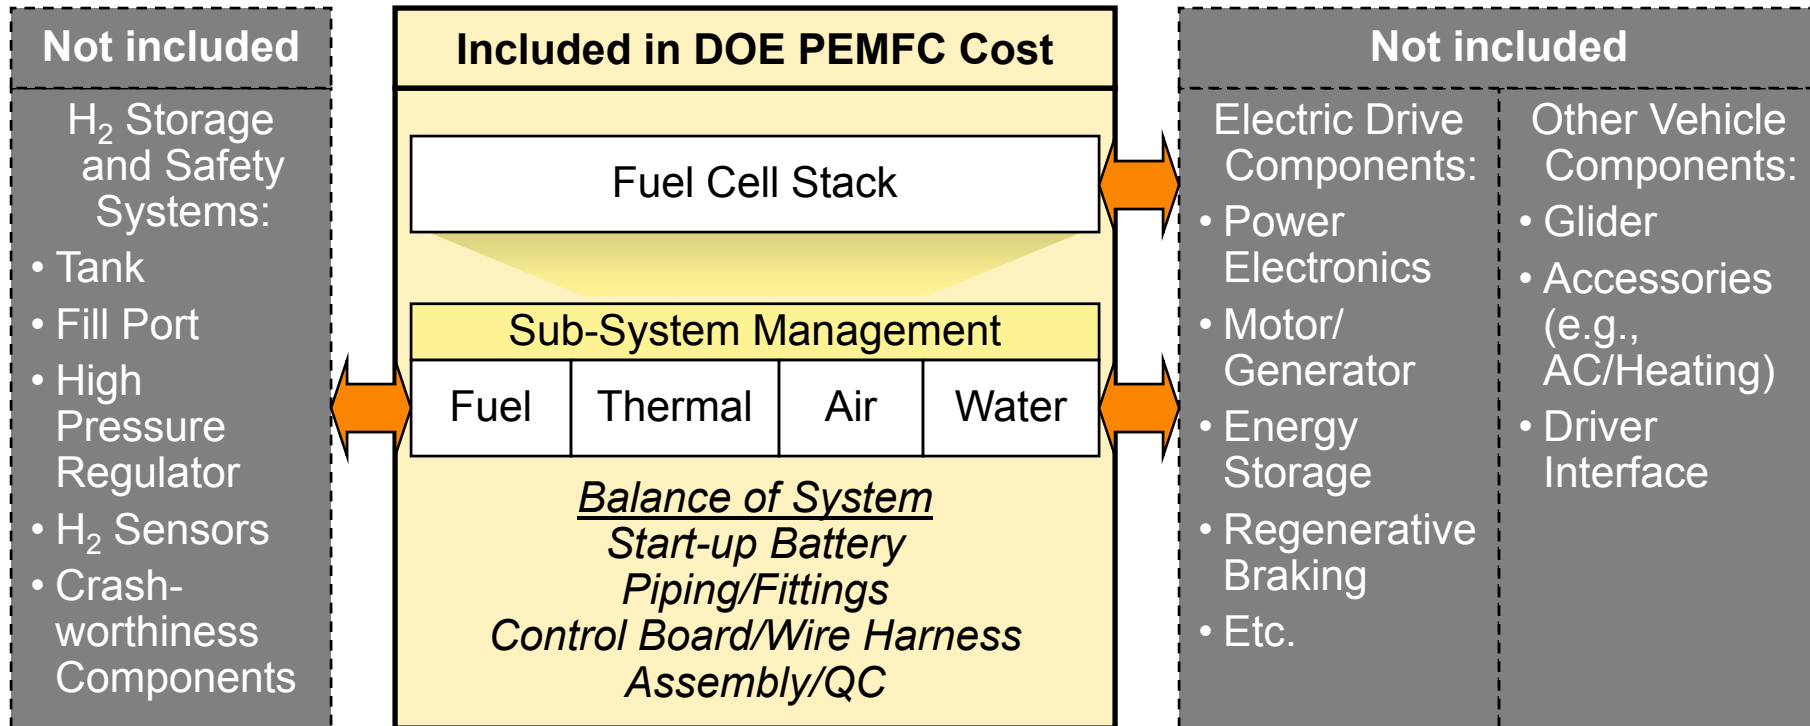 Not included
H₂ Storage
and Safety
Systems:
• Tank
• Fill Port
• High
Pressure
Regulator
• H₂ Sensors
• Crash-
worthiness
Components
Included in DOE PEMFC Cost
Fuel Cell Stack
Sub-System Management
Fuel
Thermal
Air
Water
Balance of System
Start-up Battery
Piping/Fittings
Control Board/Wire Harness
Assembly/QC
Not included
Electric Drive
Components:
• Power
Electronics
• Motor/
Generator
• Energy
Storage
• Regenerative
Braking
• Etc.
Other Vehicle
Components:
• Glider
• Accessories
(e.g.,
AC/Heating)
• Driver
Interface